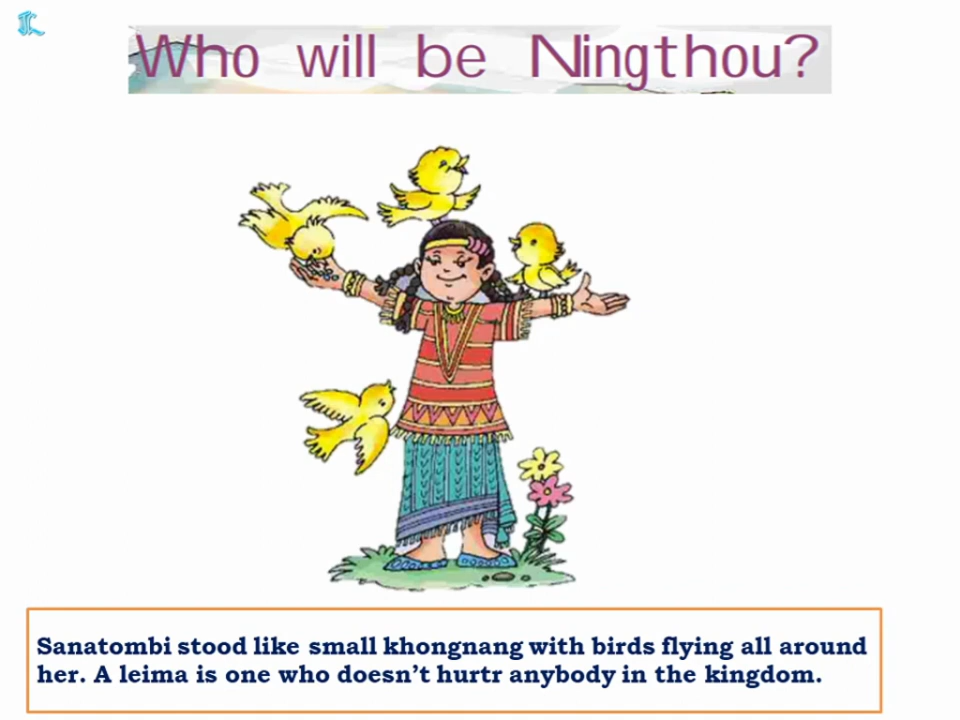 Who will be Ningthou?
Sanatombi stood like small khongnang with birds flying all around
her. A leima is one who doesn’t hurtr anybody in the kingdom.